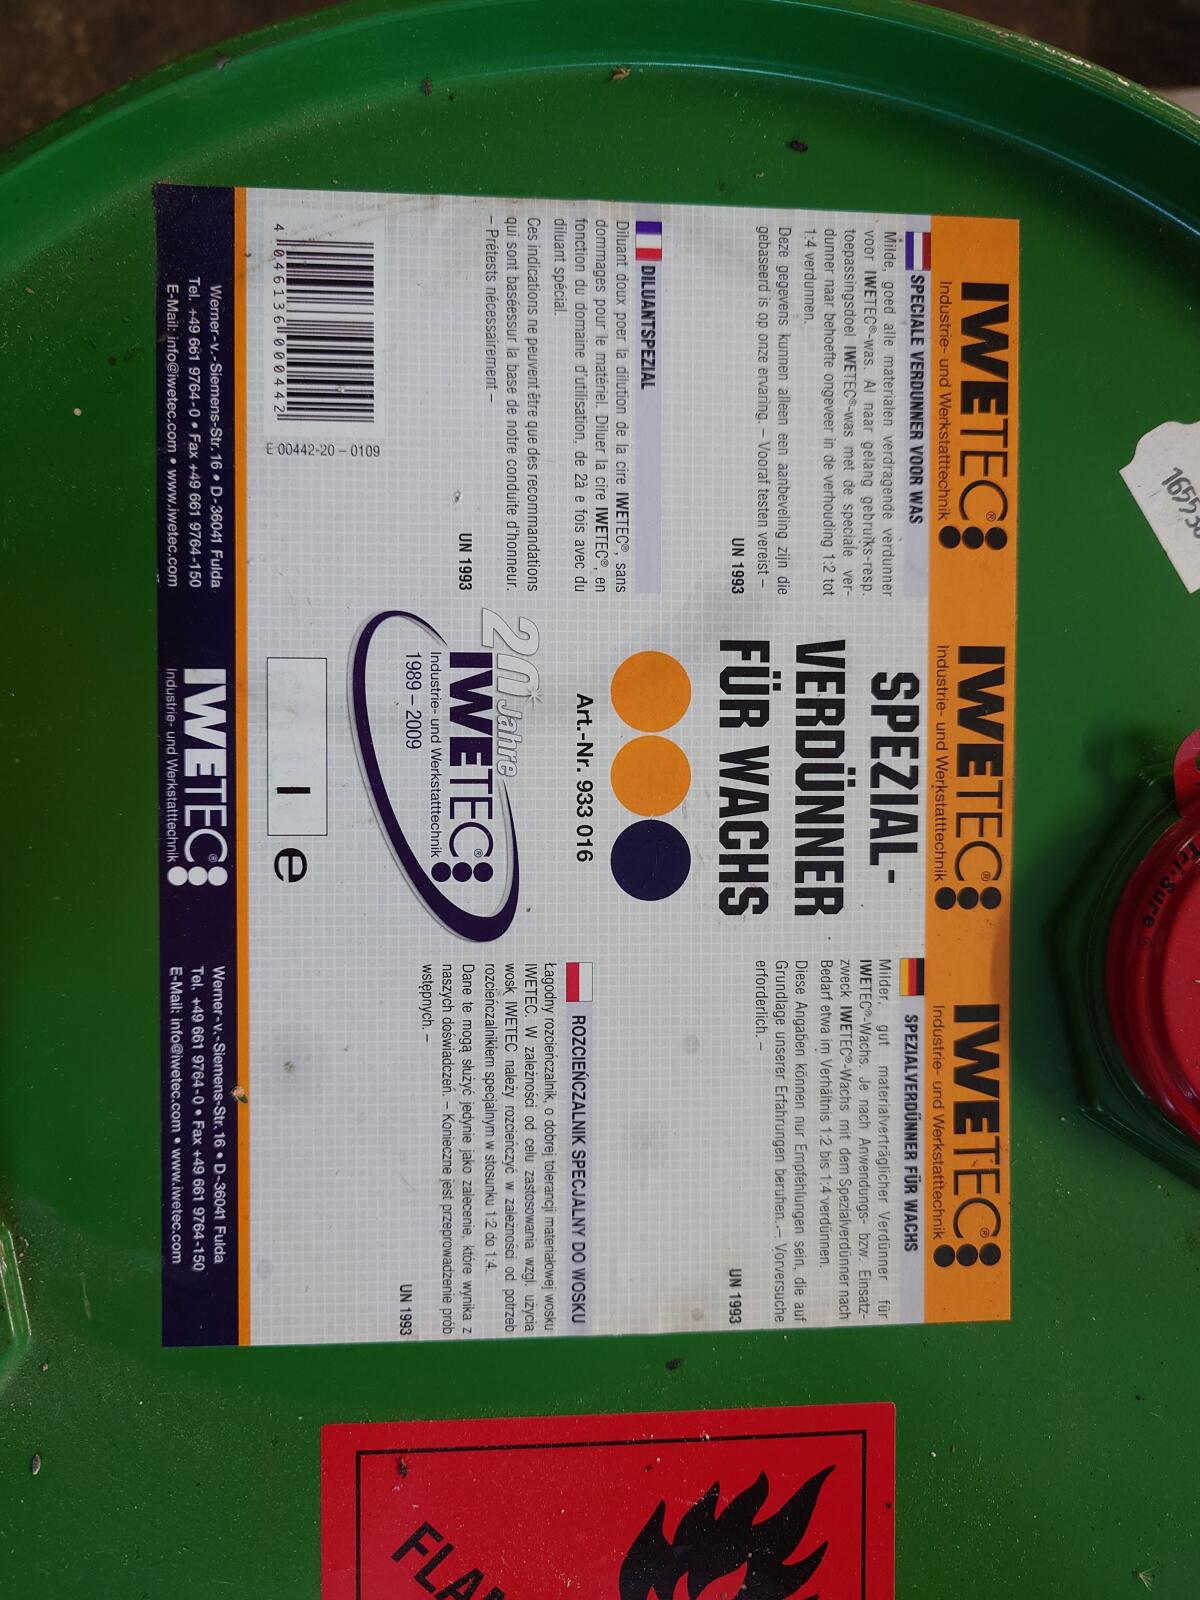 IWETEC®
Industrie- und Werkstatttechnik
IWETEC®
Industrie- und Werkstatttechnik
IWETEC®
Industrie- und Werkstatttechnik
SPECIALE VERDUNNER VOOR WAS
Milde, goed alle materialen verdragende verdunner
voor IWETEC®-was. Al naar gelang gebruiks-resp.
toepassingsdoel IWETEC®-was met de speciale ver-
dunner naar behoefte ongeveer in de verhouding 1:2 tot
1:4 verdunnen.
Deze gegevens kunnen alleen een aanbeveling zijn die
gebaseerd is op onze ervaring. – Vooraf testen vereist –
UN 1993
DILUANTSPEZIAL
Diluant doux poer la dilution de la cire IWETEC®, sans
dommages pour le matériel. Diluer la cire IWETEC®, en
fonction du domaine d'utilisation, de 2à e fois avec du
diluant spécial.
Ces indications ne peuvent être que des recommandations
qui sont baséessur la base de notre conduite d'honneur.
– Prétests nécessairement –
UN 1993
4 046136 000442
E 00442-20 – 0109
SPEZIAL-
VERDÜNNER
FÜR WACHS
Art.-Nr. 933 016
20 Jahre
IWETEC®
Industrie- und Werkstatttechnik
1989 – 2009
l e
SPEZIALVERDÜNNER FÜR WACHS
Milder, gut materialverträglicher Verdünner für
IWETEC®-Wachs. Je nach Anwendungs- bzw. Einsatz-
zweck IWETEC®-Wachs mit dem Spezialverdünner nach
Bedarf etwa im Verhältnis 1:2 bis 1:4 verdünnen.
Diese Angaben können nur Empfehlungen sein, die auf
Grundlage unserer Erfahrungen beruhen. – Vorversuche
erforderlich. –
UN 1993
ROZCIEŃCZALNIK SPECJALNY DO WOSKU
Łagodny rozcieńczalnik, o dobrej tolerancji materiałowej wosku
IWETEC. W zależności od celu zastosowania wzgl. użycia
wosk IWETEC należy rozcieńczyć w zależności od potrzeb
rozcieńczalnikiem specjalnym w stosunku 1:2 do 1:4.
Dane te mogą służyć jedynie jako zalecenie, które wynika z
naszych doświadczeń. – Konieczne jest przeprowadzenie prób
wstępnych. –
UN 1993
Werner-v.-Siemens-Str. 16 • D-36041 Fulda
Tel. +49 661 9764-0 • Fax +49 661 9764-150
E-Mail: info@iwetec.com • www.iwetec.com
IWETEC®
Industrie- und Werkstatttechnik
Werner-v.-Siemens-Str. 16 • D-36041 Fulda
Tel. +49 661 9764-0 • Fax +49 661 9764-150
E-Mail: info@iwetec.com • www.iwetec.com
Tri-Sure ®